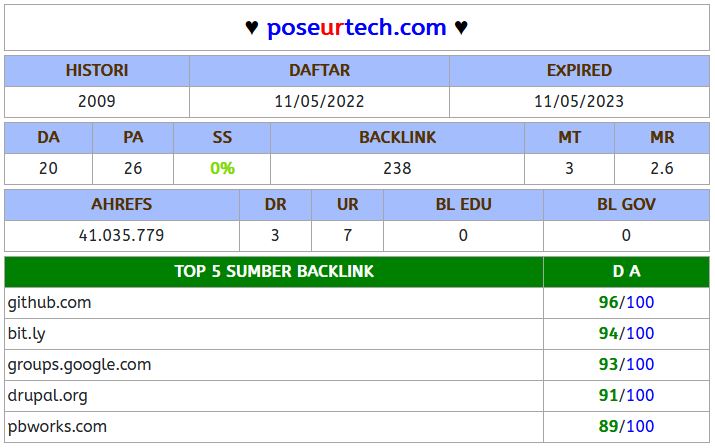 ♥ poseurtech.com ♥
HISTORI DAFTAR EXPIRED
2009 11/05/2022 11/05/2023
DA PA SS BACKLINK MT MR
20 26 0% 238 3 2.6
AHREFS DR UR BL EDU BL GOV
41.035.779 3 7 0 0
TOP 5 SUMBER BACKLINK D A
github.com 96/100
bit.ly 94/100
groups.google.com 93/100
drupal.org 91/100
pbworks.com 89/100